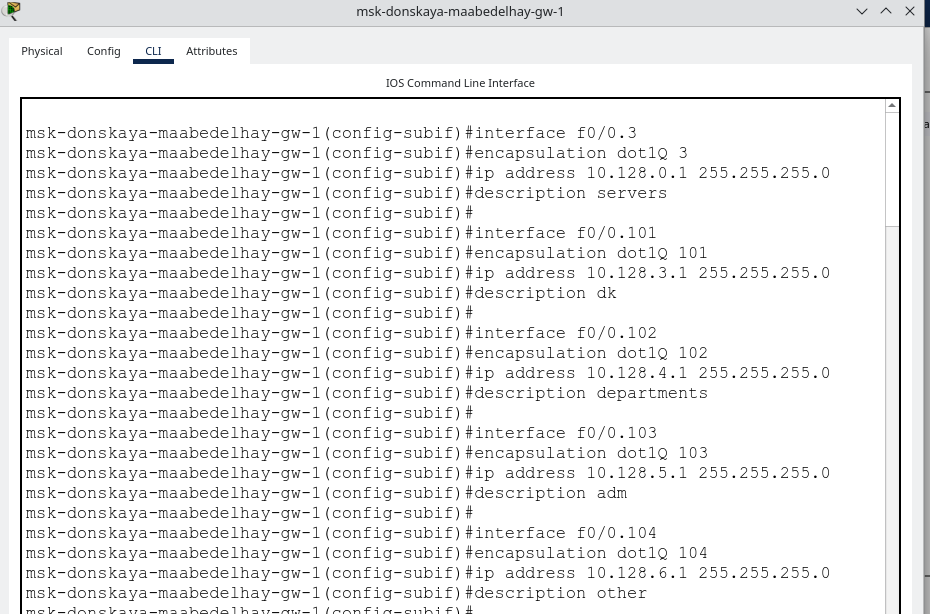 msk-donskaya-maabedelhay-gw-1
Physical Config CLI Attributes
IOS Command Line Interface
msk-donskaya-maabedelhay-gw-1(config-subif)#interface f0/0.3
msk-donskaya-maabedelhay-gw-1(config-subif)#encapsulation dot1Q 3
msk-donskaya-maabedelhay-gw-1(config-subif)#ip address 10.128.0.1 255.255.255.0
msk-donskaya-maabedelhay-gw-1(config-subif)#description servers
msk-donskaya-maabedelhay-gw-1(config-subif)#
msk-donskaya-maabedelhay-gw-1(config-subif)#interface f0/0.101
msk-donskaya-maabedelhay-gw-1(config-subif)#encapsulation dot1Q 101
msk-donskaya-maabedelhay-gw-1(config-subif)#ip address 10.128.3.1 255.255.255.0
msk-donskaya-maabedelhay-gw-1(config-subif)#description dk
msk-donskaya-maabedelhay-gw-1(config-subif)#
msk-donskaya-maabedelhay-gw-1(config-subif)#interface f0/0.102
msk-donskaya-maabedelhay-gw-1(config-subif)#encapsulation dot1Q 102
msk-donskaya-maabedelhay-gw-1(config-subif)#ip address 10.128.4.1 255.255.255.0
msk-donskaya-maabedelhay-gw-1(config-subif)#description departments
msk-donskaya-maabedelhay-gw-1(config-subif)#
msk-donskaya-maabedelhay-gw-1(config-subif)#interface f0/0.103
msk-donskaya-maabedelhay-gw-1(config-subif)#encapsulation dot1Q 103
msk-donskaya-maabedelhay-gw-1(config-subif)#ip address 10.128.5.1 255.255.255.0
msk-donskaya-maabedelhay-gw-1(config-subif)#description adm
msk-donskaya-maabedelhay-gw-1(config-subif)#
msk-donskaya-maabedelhay-gw-1(config-subif)#interface f0/0.104
msk-donskaya-maabedelhay-gw-1(config-subif)#encapsulation dot1Q 104
msk-donskaya-maabedelhay-gw-1(config-subif)#ip address 10.128.6.1 255.255.255.0
msk-donskaya-maabedelhay-gw-1(config-subif)#description other
msk-donskaya-maabedelhay-gw-1(config-subif)#